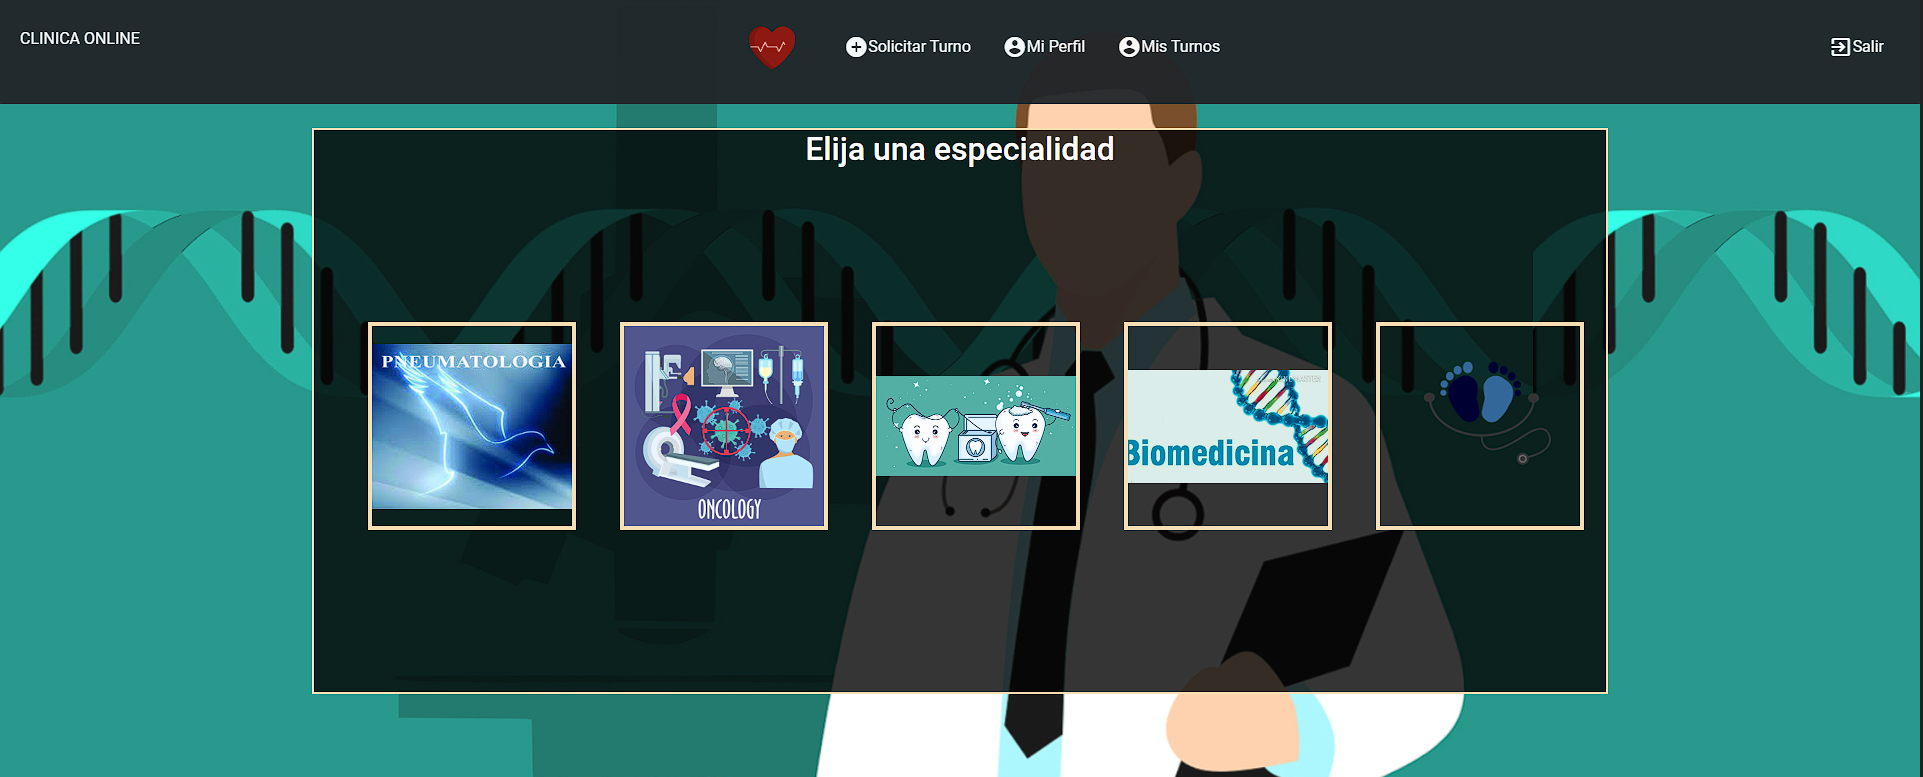 CLINICA ONLINE
Solicitar Turno
Mi Perfil
Mis Turnos
Salir
Elija una especialidad
PNEUMATOLOGIA
ONCOLOGY
Biomedicina